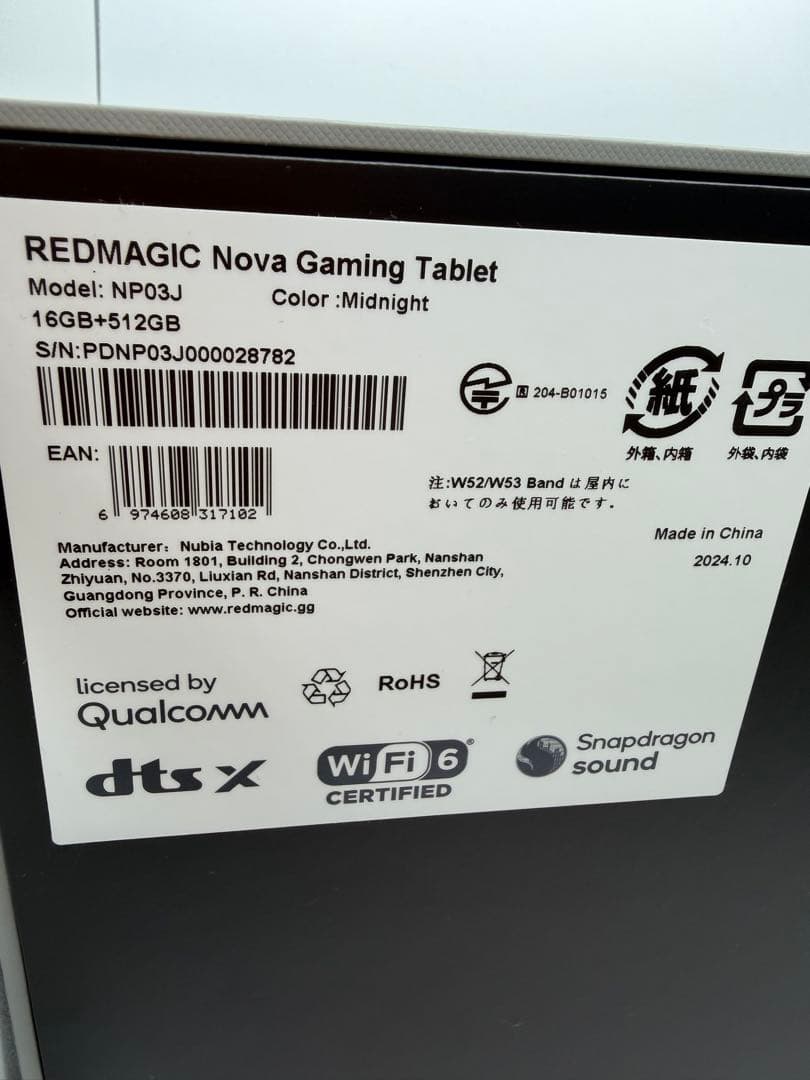 REDMAGIC Nova Gaming Tablet
Model: NP03J
Color :Midnight
16GB+512GB
S/N:PDNP03J000028782
R 204-B01015
紙
プラ
外箱、内箱
外袋、内袋
EAN:
6 974608 317102
注:W52/W53 Band は屋内に
おいてのみ使用可能です。
Manufacturer: Nubia Technology Co.,Ltd.
Address: Room 1801, Building 2, Chongwen Park, Nanshan
Zhiyuan, No.3370, Liuxian Rd, Nanshan District, Shenzhen City,
Guangdong Province, P. R. China
Official website: www.redmagic.gg
Made in China
2024.10
licensed by
Qualcomm
RoHS
dts X
Wi Fi 6®
CERTIFIED
Snapdragon
sound